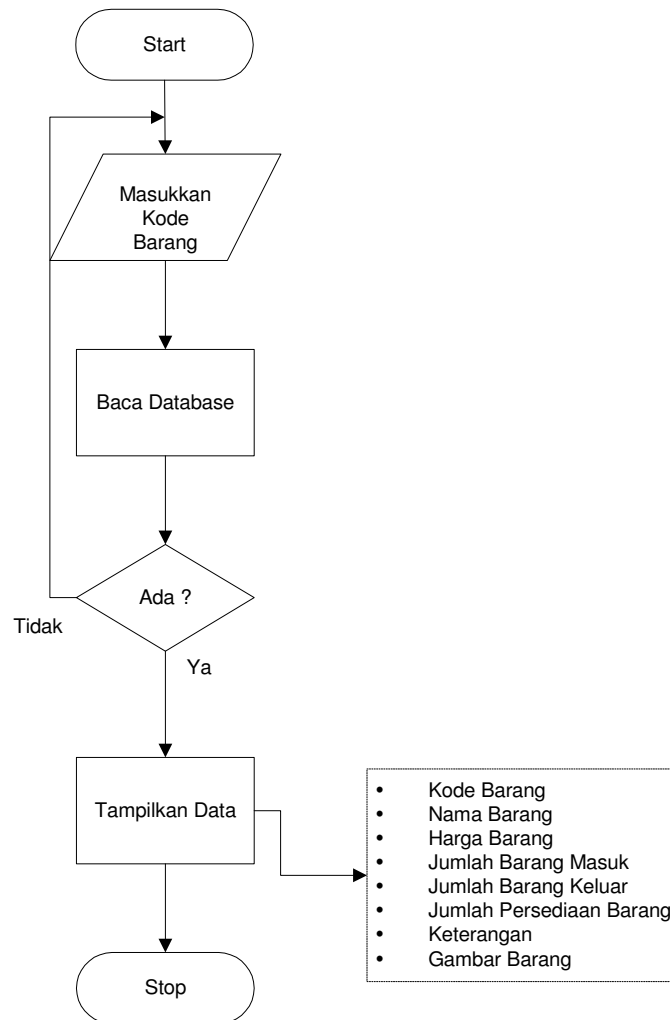 Start
Masukkan
Kode
Barang
Baca Database
Ada ?
Tidak
Ya
Tampilkan Data
• Kode Barang
• Nama Barang
• Harga Barang
• Jumlah Barang Masuk
• Jumlah Barang Keluar
• Jumlah Persediaan Barang
• Keterangan
• Gambar Barang
Stop